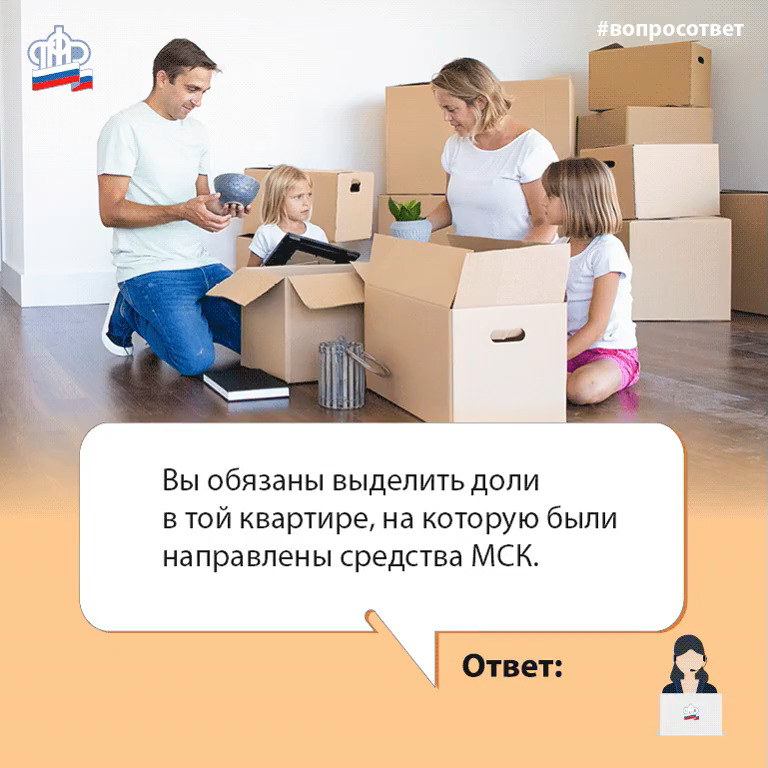 #вопросответ
Вы обязаны выделить доли
в той квартире, на которую были
направлены средства МСК.
Ответ: